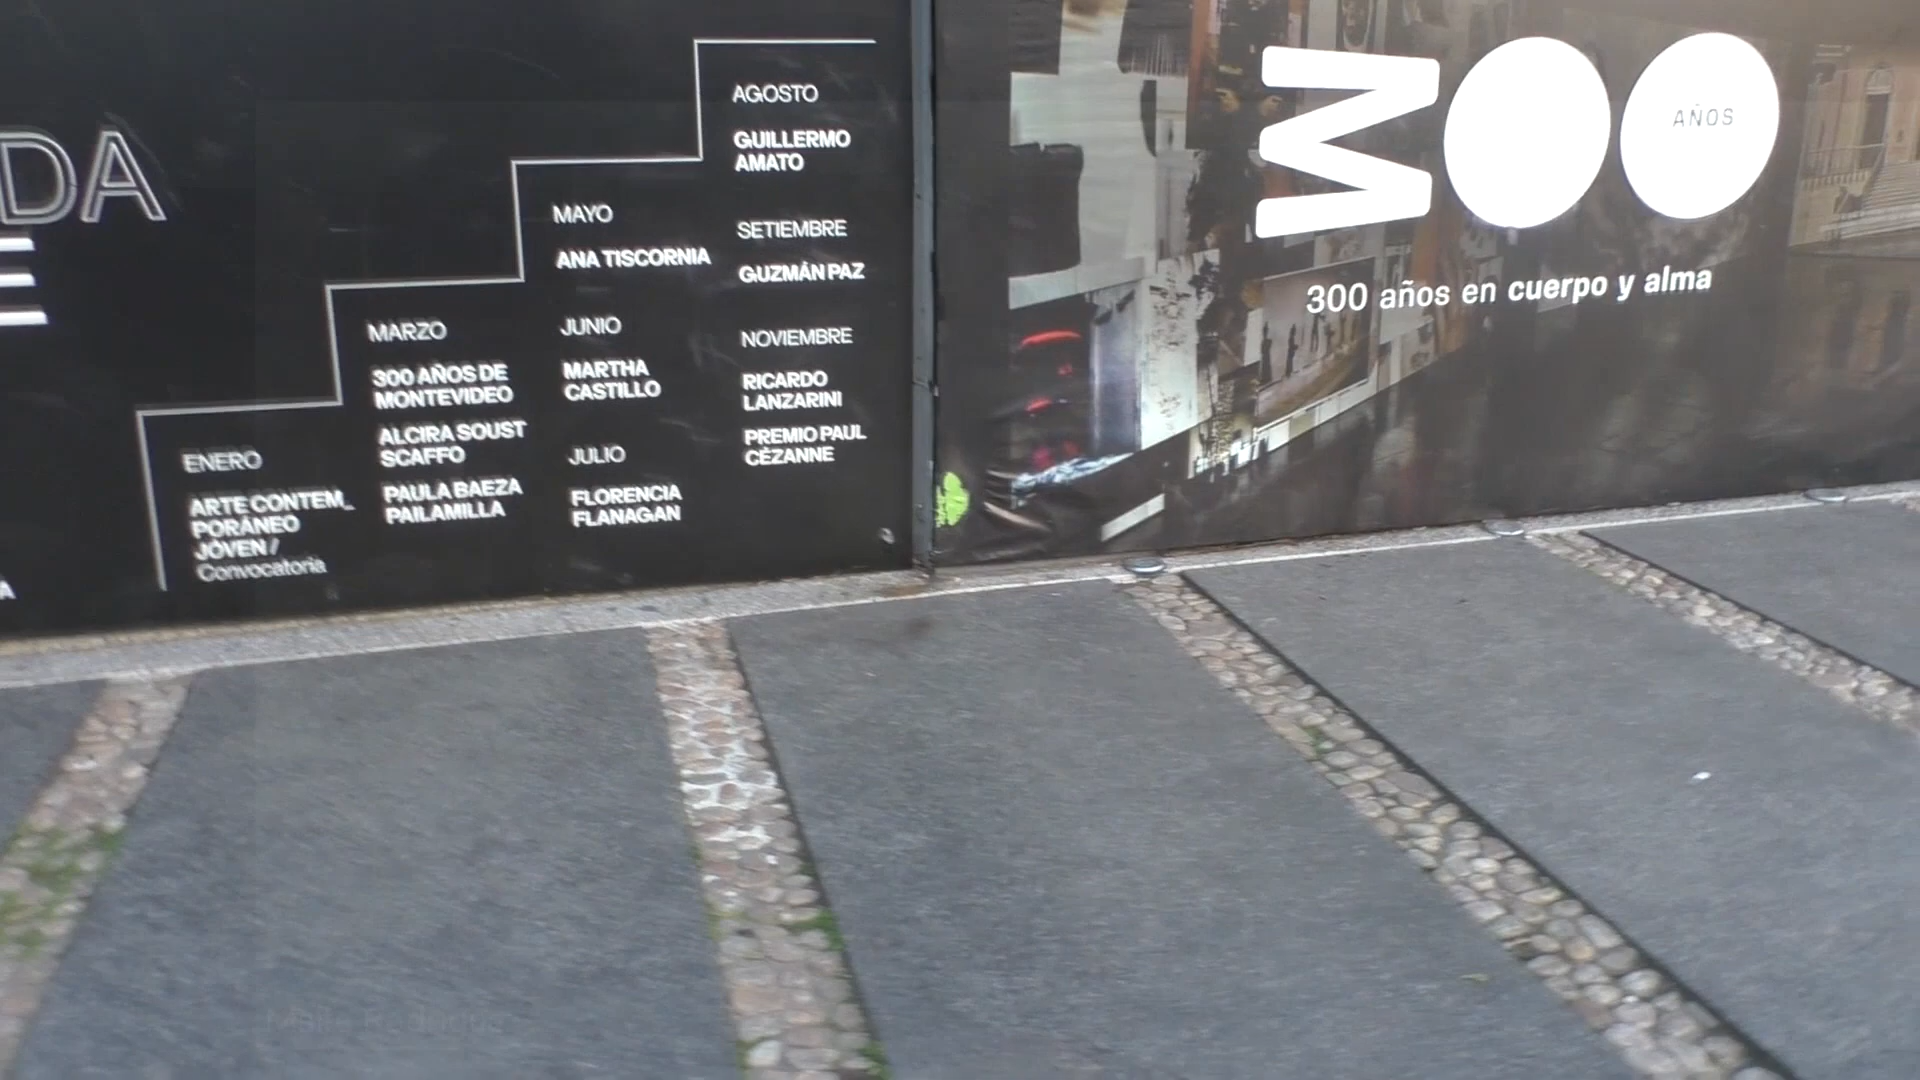 DA
E
ENERO
ARTE CONTEM_
PORÁNEO
JÓVEN /
Convocatoria
MARZO
300 AÑOS DE
MONTEVIDEO
ALCIRA SOUST
SCAFFO
PAULA BAEZA
PAILAMILLA
MAYO
ANA TISCORNIA
JUNIO
MARTHA
CASTILLO
JULIO
FLORENCIA
FLANAGAN
AGOSTO
GUILLERMO
AMATO
SETIEMBRE
GUZMÁN PAZ
NOVIEMBRE
RICARDO
LANZARINI
PREMIO PAUL
CÉZANNE
M00
AÑOS
300 años en cuerpo y alma